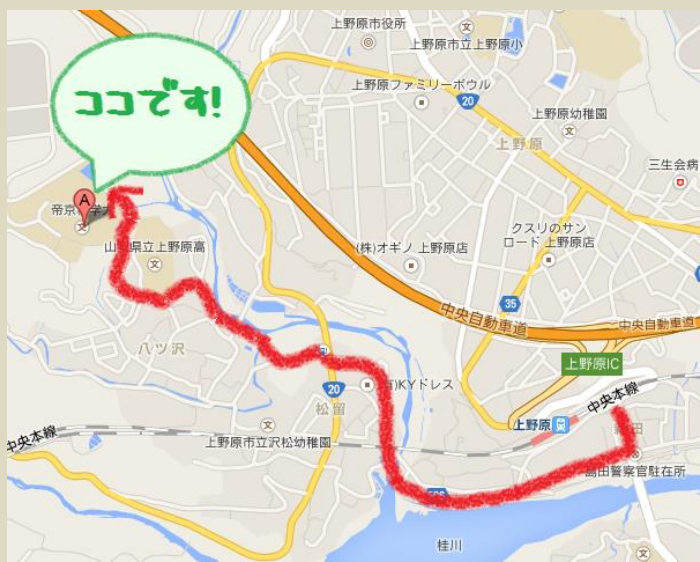 上野原市役所
上野原市立上野原小
ココです!
上野原ファミリーボウル
20
上野原幼稚園
上野原
三生会病
A
帝京科学大
クスリのサン
ロード 上野原店
県立上野原高
(株)オギノ 上野原店
35
中央自動車道
中央自動車道
八ツ沢
上野原IC
)KYドレス
20
松留
中央本線
上野原
中央本線
上野原市立沢松幼稚園
田
島田警察官駐在所
桂川